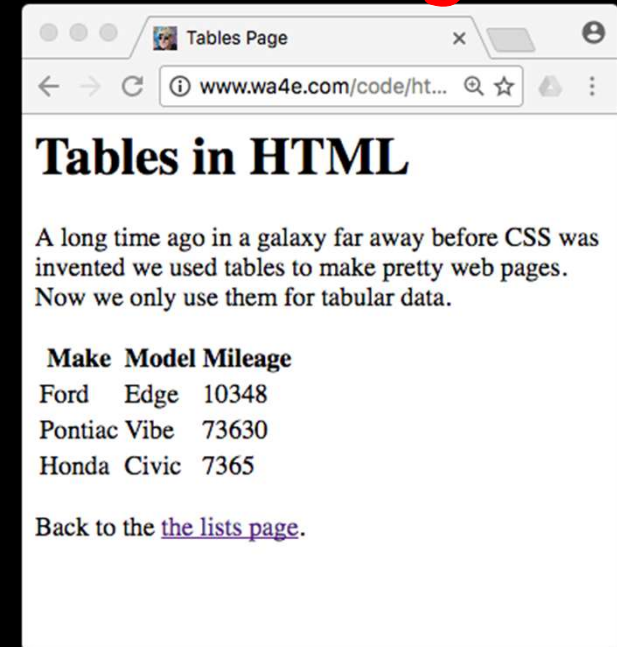 Tables Page
www.wa4e.com/code/ht...
Tables in HTML
A long time ago in a galaxy far away before CSS was
invented we used tables to make pretty web pages.
Now we only use them for tabular data.
Make Model Mileage
Ford Edge 10348
Pontiac Vibe 73630
Honda Civic 7365
Back to the the lists page.